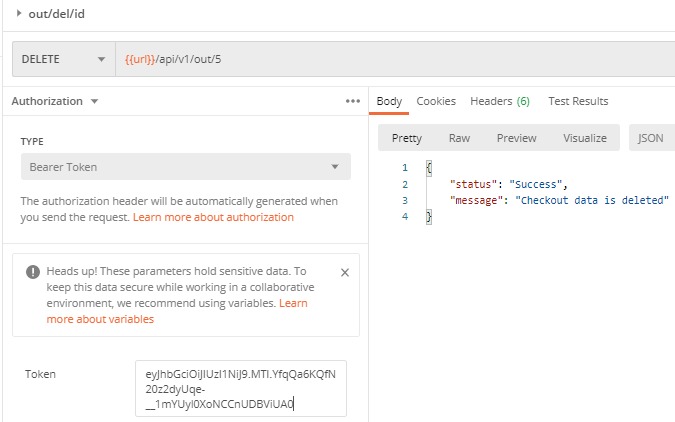 out/del/id
DELETE
{{url}}/api/v1/out/5
Authorization
Body Cookies Headers (6) Test Results
TYPE
Bearer Token
Pretty Raw Preview Visualize JSON
The authorization header will be automatically generated when
you send the request. Learn more about authorization
1 {
2 "status": "Success",
3 "message": "Checkout data is deleted"
4 }
Heads up! These parameters hold sensitive data. To
keep this data secure while working in a collaborative
environment, we recommend using variables. Learn
more about variables
Token
eyJhbGciOiJIUzI1NiJ9.MTI.YfqQa6KQfN
20z2dyUqe-
__1mYUyI0XoNCCnUDBViUA0